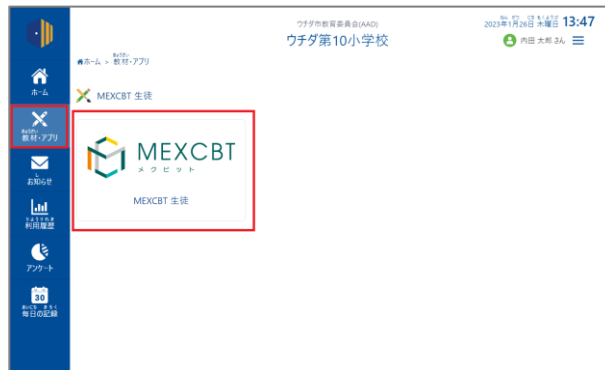 ウチダ市教育委員会(AAD)
ウチダ第10小学校
2023年1月26日 木曜日 13:47
内田 太郎 さん
ホーム > 教材・アプリ
MEXCBT 生徒
MEXCBT
メクビット
MEXCBT 生徒
ホーム
教材・アプリ
お知らせ
利用履歴
アンケート
30
毎日の記録